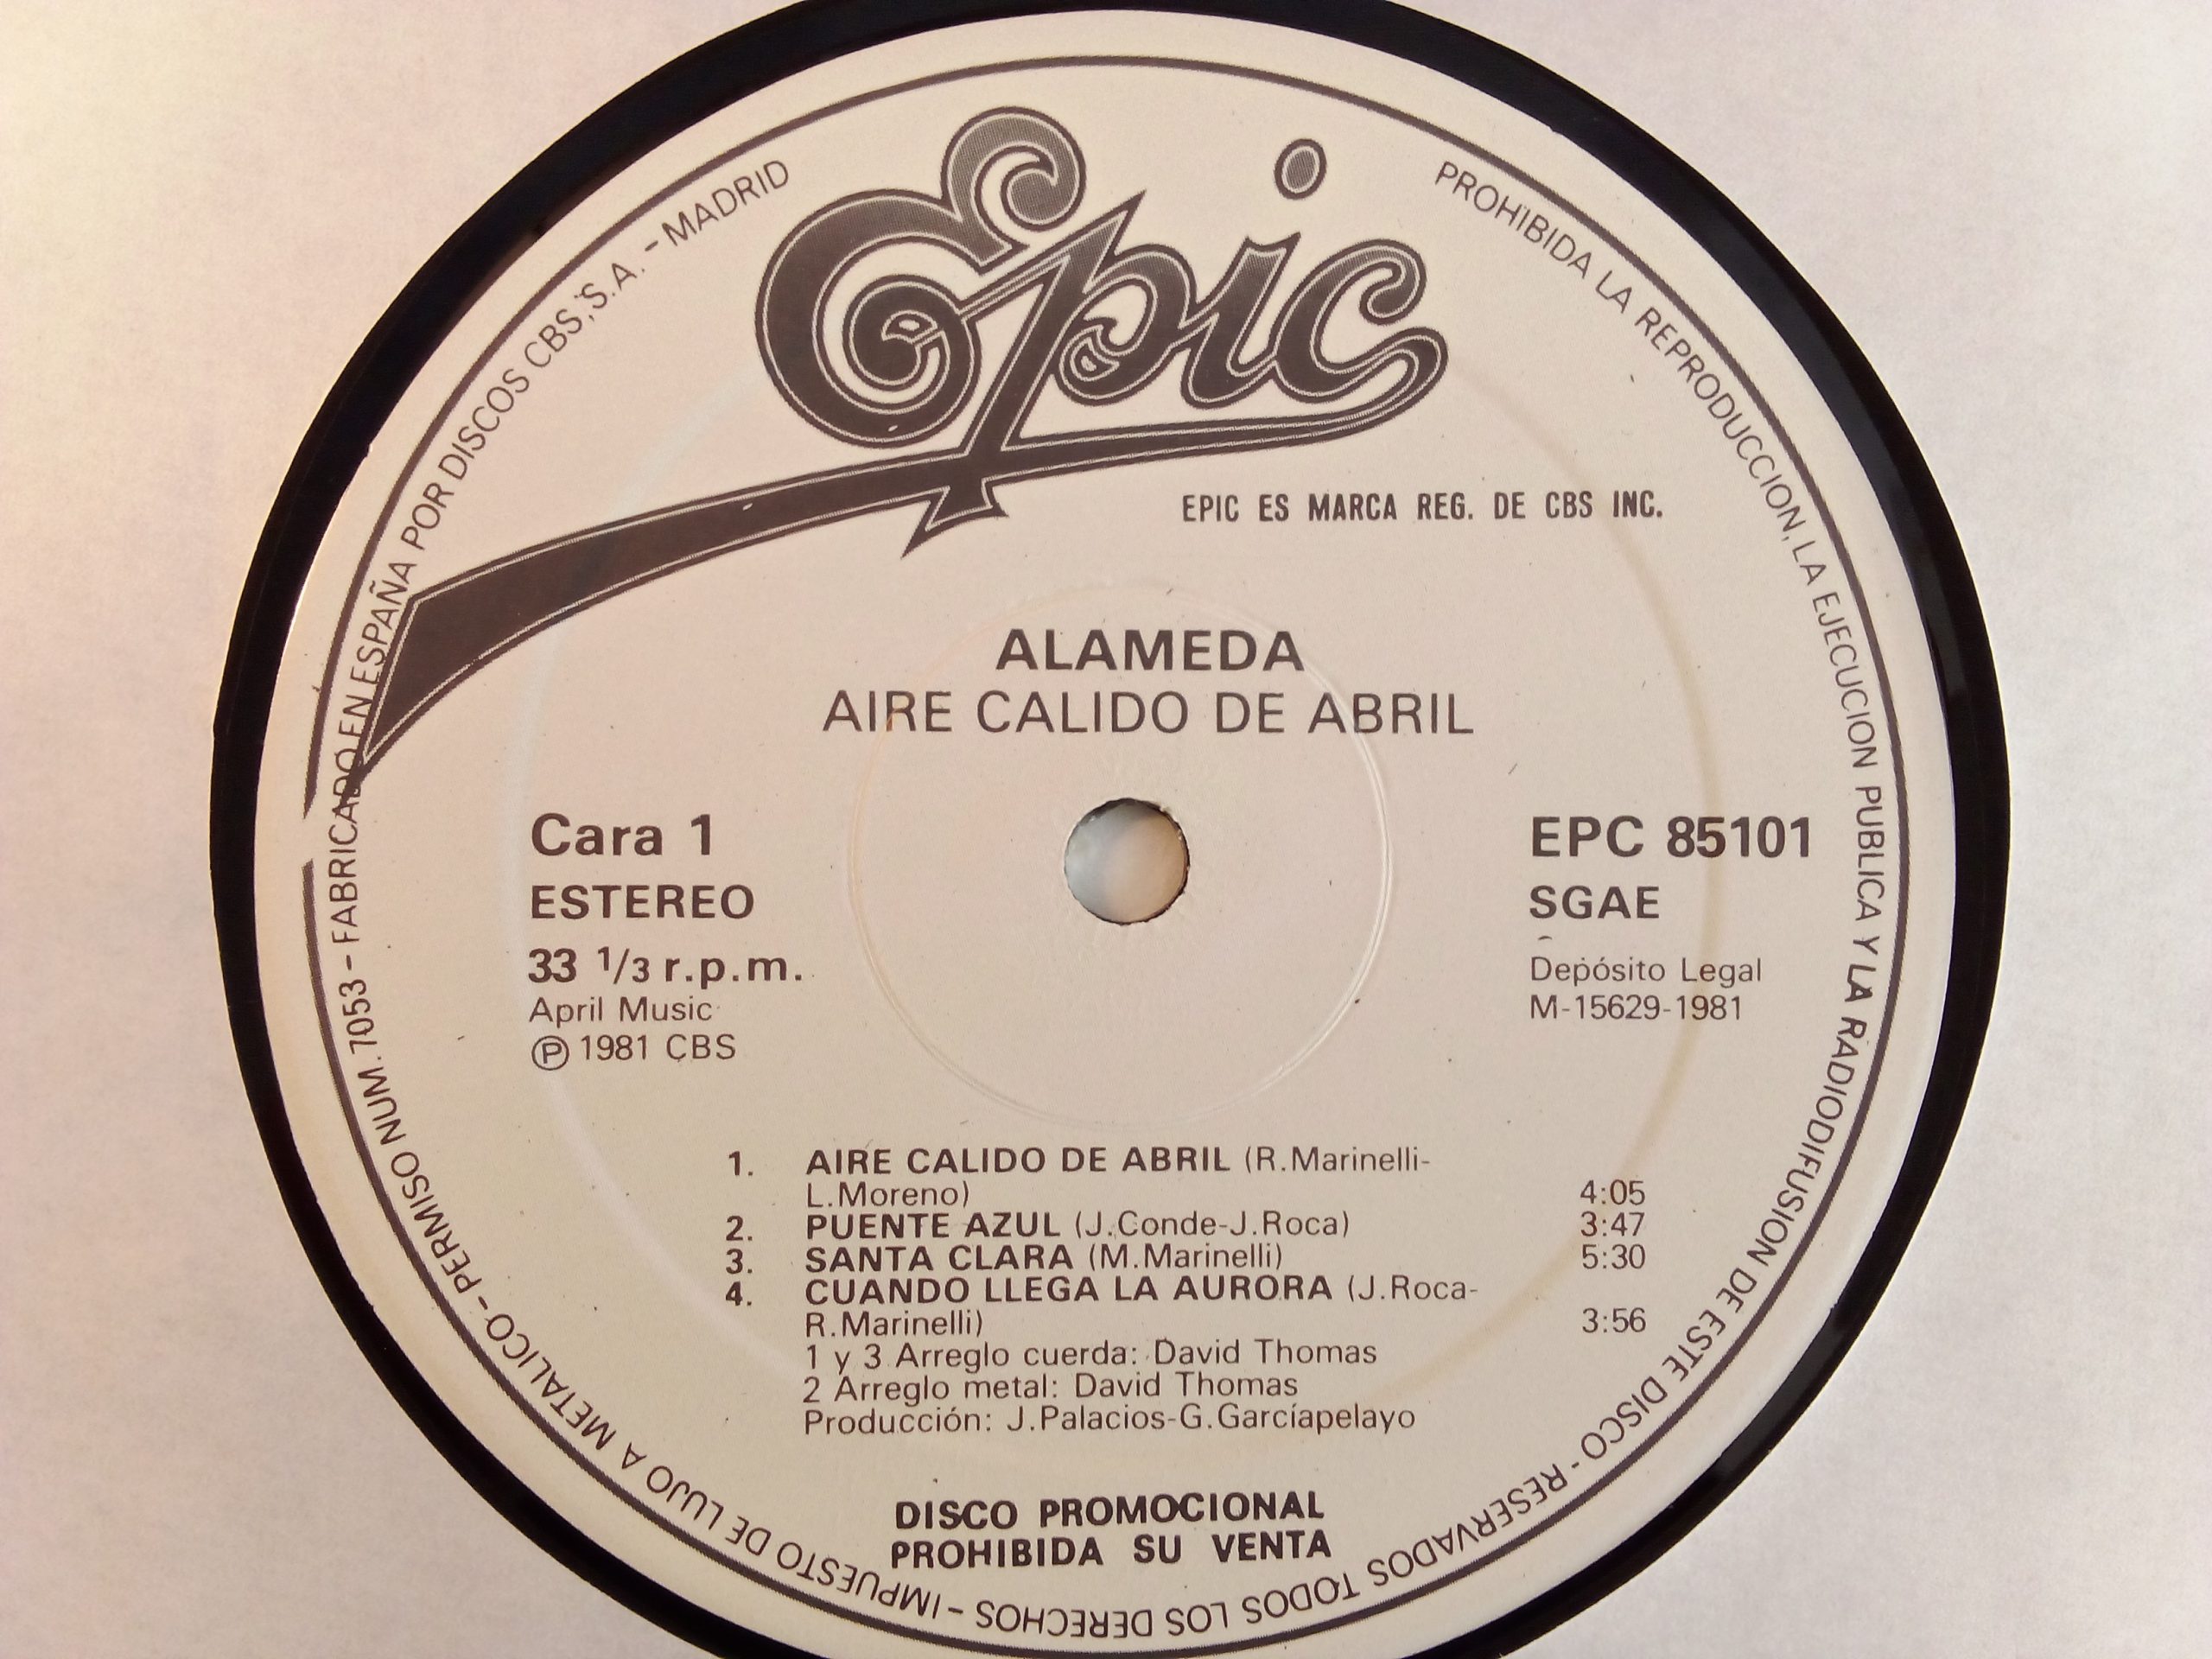 Epic
EPIC ES MARCA REG. DE CBS INC.
ALAMEDA
AIRE CALIDO DE ABRIL
Cara 1
ESTEREO
33 1/3 r.p.m.
April Music
Ⓟ 1981 CBS
EPC 85101
SGAE
Depósito Legal
M-15629-1981
1. AIRE CALIDO DE ABRIL (R.Marinelli-
L.Moreno) 4:05
2. PUENTE AZUL (J.Conde-J.Roca) 3:47
3. SANTA CLARA (M.Marinelli) 5:30
4. CUANDO LLEGA LA AURORA (J.Roca-
R.Marinelli) 3:56
1 y 3 Arreglo cuerda: David Thomas
2 Arreglo metal: David Thomas
Producción: J.Palacios-G.Garcíapelayo
DISCO PROMOCIONAL
PROHIBIDA SU VENTA
PROHIBIDA LA REPRODUCCION, LA EJECUCION PUBLICA Y LA RADIODIFUSION DE ESTE DISCO - RESERVADOS TODOS LOS DERECHOS - IMPUESTO DE LUJO A METALICO - PERMISO NUM. 7053 - FABRICADO EN ESPAÑA POR DISCOS CBS, S.A. - MADRID